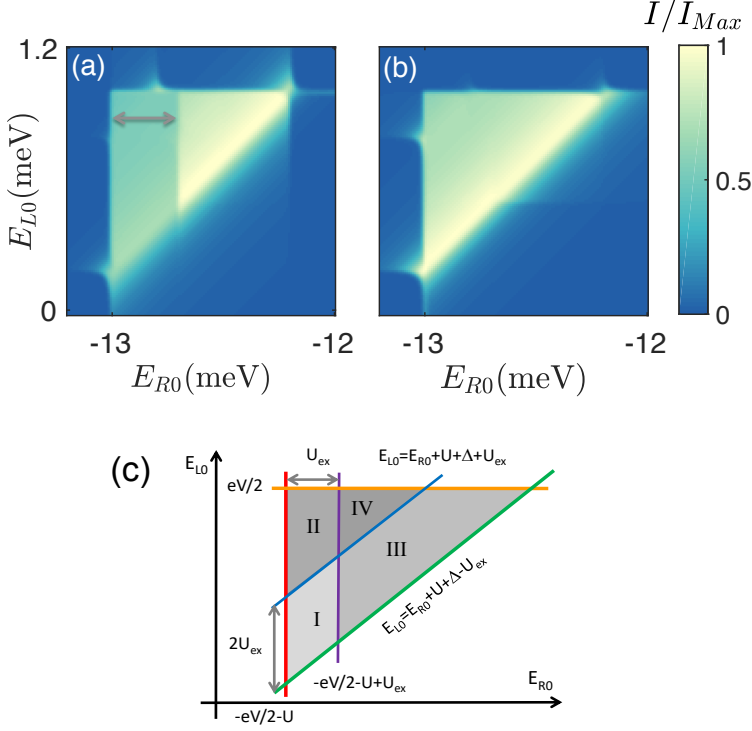 I/I_{Max}
1.2
(a)
(b)
1
E_{L0}(meV)
0.5
0
0
-13
-12
-13
-12
E_{R0}(meV)
E_{R0}(meV)
(c)
E_{L0}
U_{ex}
E_{L0}=E_{R0}+U+Δ+U_{ex}
eV/2
IV
II
III
I
E_{L0}=E_{R0}+U+Δ-U_{ex}
2U_{ex}
-eV/2-U+U_{ex}
E_{R0}
-eV/2-U